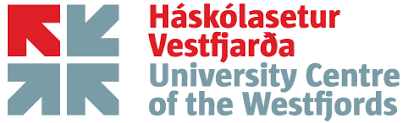 Háskólasetur
Vestfjarða
University Centre
of the Westfjords